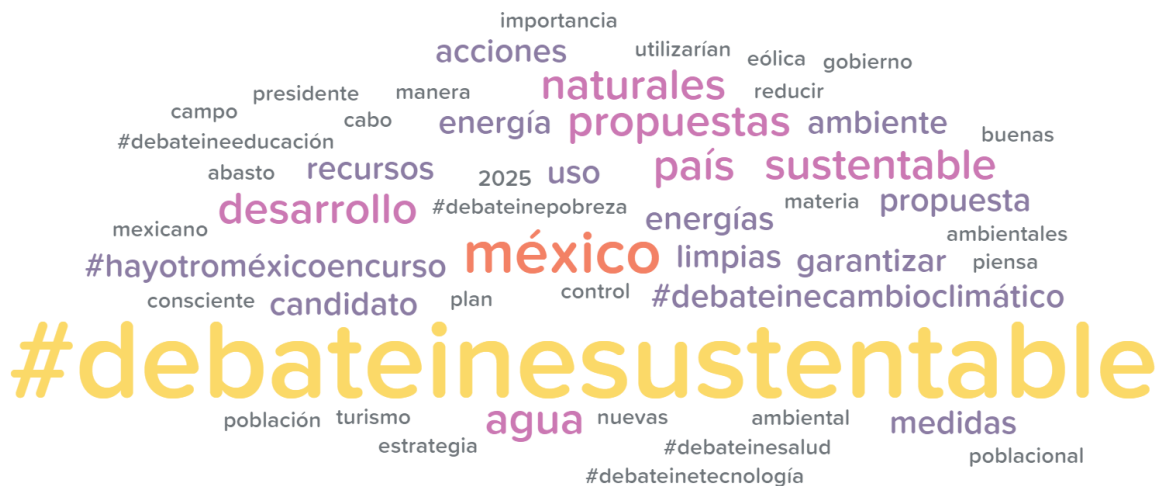 importancia
acciones utilizarían eólica gobierno
naturales reducir
presidente manera
campo cabo energía propuestas ambiente buenas
#debateineeducación
abasto recursos 2025 uso país sustentable
desarrollo #debateinepobreza energías materia propuesta
mexicano ambientales
#hayotroméxicoencurso méxico limpias garantizar piensa
consciente candidato plan control #debateinecambioclimático
#debateinesustentable
población turismo agua nuevas ambiental medidas
estrategia #debateinesalud poblacional
#debateinetecnología